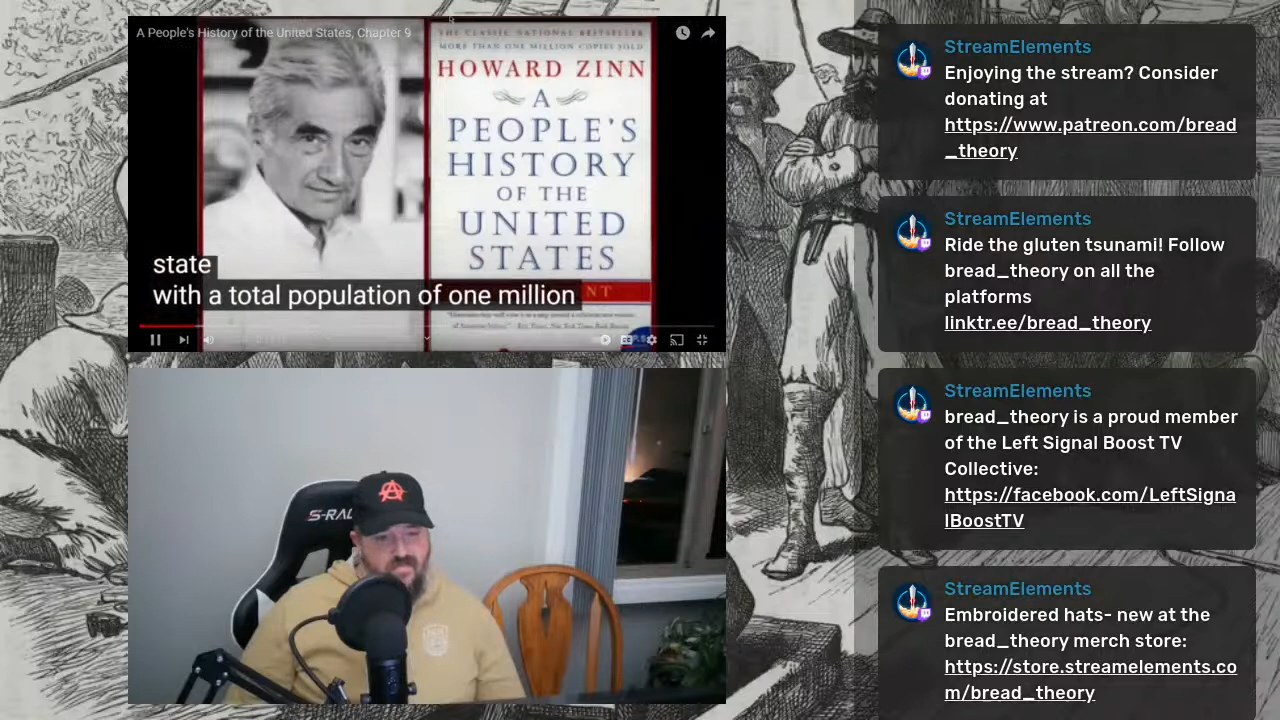 A People's History of the United States, Chapter 9
THE CLASSIC NATIONAL BESTSELLER
MORE THAN ONE MILLION COPIES SOLD
HOWARD ZINN
A
PEOPLE'S
HISTORY
OF THE
UNITED
STATES
state
with a total population of one million
StreamElements
Enjoying the stream? Consider
donating at
https://www.patreon.com/bread
_theory
StreamElements
Ride the gluten tsunami! Follow
bread_theory on all the
platforms
linktr.ee/bread_theory
StreamElements
bread_theory is a proud member
of the Left Signal Boost TV
Collective:
https://facebook.com/LeftSigna
lBoostTV
StreamElements
Embroidered hats- new at the
bread_theory merch store:
https://store.streamelements.co
m/bread_theory